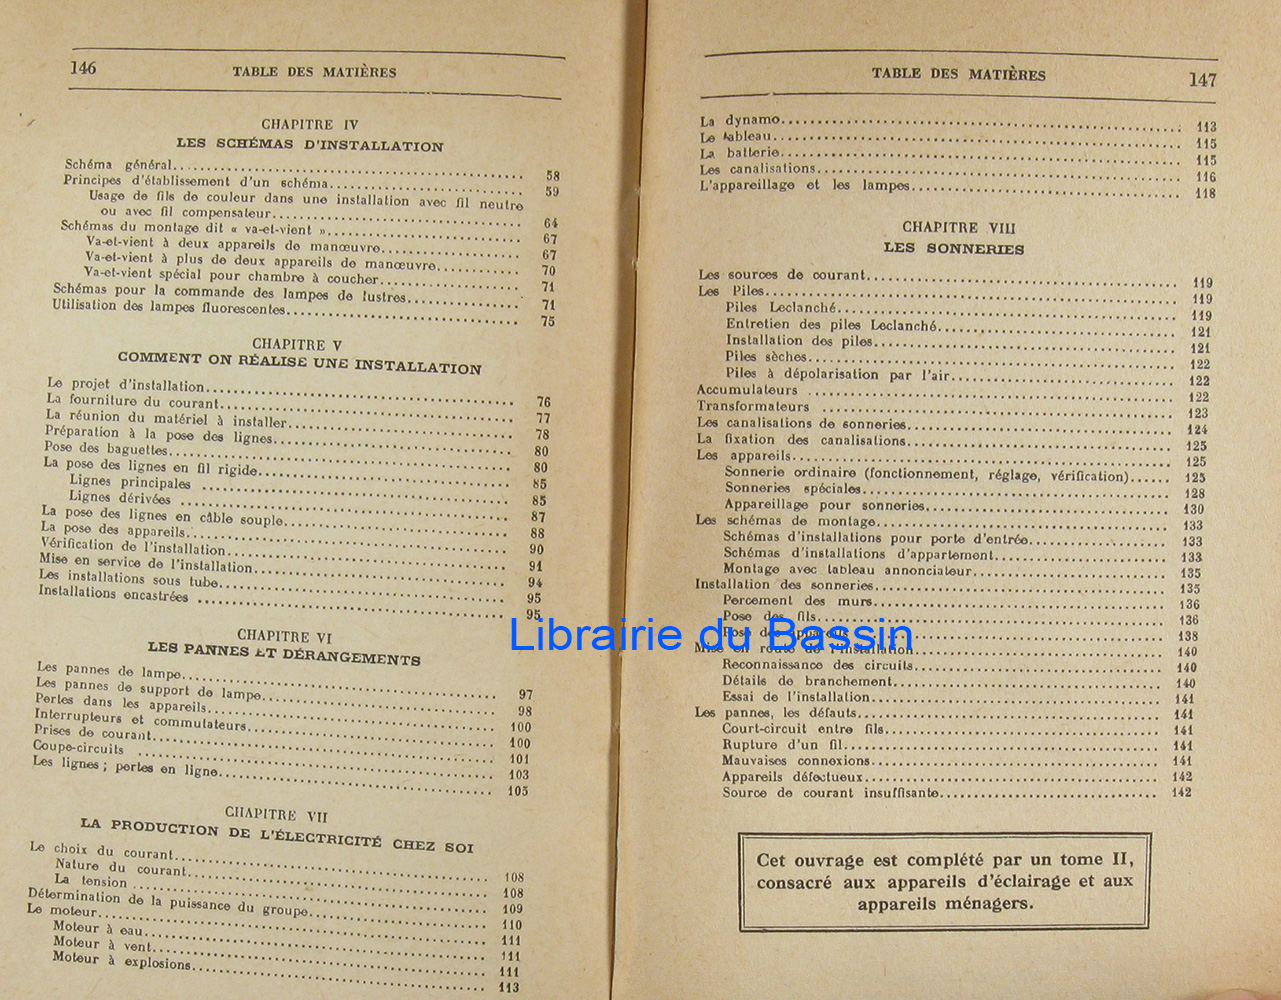 146 TABLE DES MATIÈRES
CHAPITRE IV
LES SCHÉMAS D'INSTALLATION
Schéma général 58
Principes d'établissement d'un schéma 59
Usage de fils de couleur dans une installation avec fil neutre
ou avec fil compensateur 64
Schémas du montage dit « va-et-vient » 67
Va-et-vient à deux appareils de manœuvre 67
Va-et-vient à plus de deux appareils de manœuvre 70
Va-et-vient spécial pour chambre à coucher 71
Schémas pour la commande des lampes de lustres 71
Utilisation des lampes fluorescentes 75
CHAPITRE V
COMMENT ON RÉALISE UNE INSTALLATION
Le projet d'installation 76
La fourniture du courant 77
La réunion du matériel à installer 78
Préparation à la pose des lignes 80
Pose des baguettes 80
La pose des lignes en fil rigide 85
Lignes principales 85
Lignes dérivées 87
La pose des lignes en câble souple 88
La pose des appareils 90
Vérification de l'installation 91
Mise en service de l'installation 94
Les installations sous tube 95
Installations encastrées 95
CHAPITRE VI
LES PANNES ET DÉRANGEMENTS
Les pannes de lampe 97
Les pannes de support de lampe 98
Pertes dans les appareils 100
Interrupteurs et commutateurs 100
Prises de courant 101
Coupe-circuits 103
Les lignes ; pertes en ligne 105
CHAPITRE VII
LA PRODUCTION DE L'ÉLECTRICITÉ CHEZ SOI
Le choix du courant 108
Nature du courant 108
La tension 109
Détermination de la puissance du groupe 110
Le moteur 111
Moteur à eau 111
Moteur à vent 111
Moteur à explosions 113
TABLE DES MATIÈRES 147
La dynamo 113
Le tableau 115
La batterie 115
Les canalisations 116
L'appareillage et les lampes 118
CHAPITRE VIII
LES SONNERIES
Les sources de courant 119
Les Piles 119
Piles Leclanché 119
Entretien des piles Leclanché 121
Installation des piles 121
Piles sèches 122
Piles à dépolarisation par l'air 122
Accumulateurs 122
Transformateurs 123
Les canalisations de sonneries 124
La fixation des canalisations 125
Les appareils 125
Sonnerie ordinaire (fonctionnement, réglage, vérification) 125
Sonneries spéciales 128
Appareillage pour sonneries 130
Les schémas de montage 133
Schémas d'installations pour porte d'entrée 133
Schémas d'installations d'appartement 133
Montage avec tableau annonciateur 135
Installation des sonneries 135
Percement des murs 136
Pose des fils 136
Pose des appareils 138
Mise en route de l'installation 140
Reconnaissance des circuits 140
Détails de branchement 140
Essai de l'installation 141
Les pannes, les défauts 141
Court-circuit entre fils 141
Rupture d'un fil 141
Mauvaises connexions 141
Appareils défectueux 142
Source de courant insuffisante 142
Cet ouvrage est complété par un tome II,
consacré aux appareils d'éclairage et aux
appareils ménagers.
Librairie du Bassin